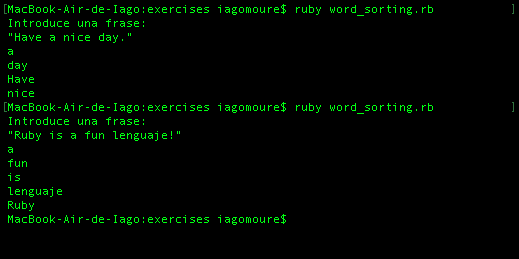 [MacBook-Air-de-Iago:exercises iagomoure$ ruby word_sorting.rb ]
Introduce una frase:
"Have a nice day."
a
day
Have
nice
[MacBook-Air-de-Iago:exercises iagomoure$ ruby word_sorting.rb ]
Introduce una frase:
"Ruby is a fun lenguaje!"
a
fun
is
lenguaje
Ruby
MacBook-Air-de-Iago:exercises iagomoure$